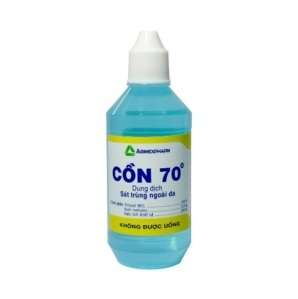 AGIMEXPHARM
CỒN 70°
Dung dịch
Sát trùng ngoài da
KHÔNG ĐƯỢC UỐNG